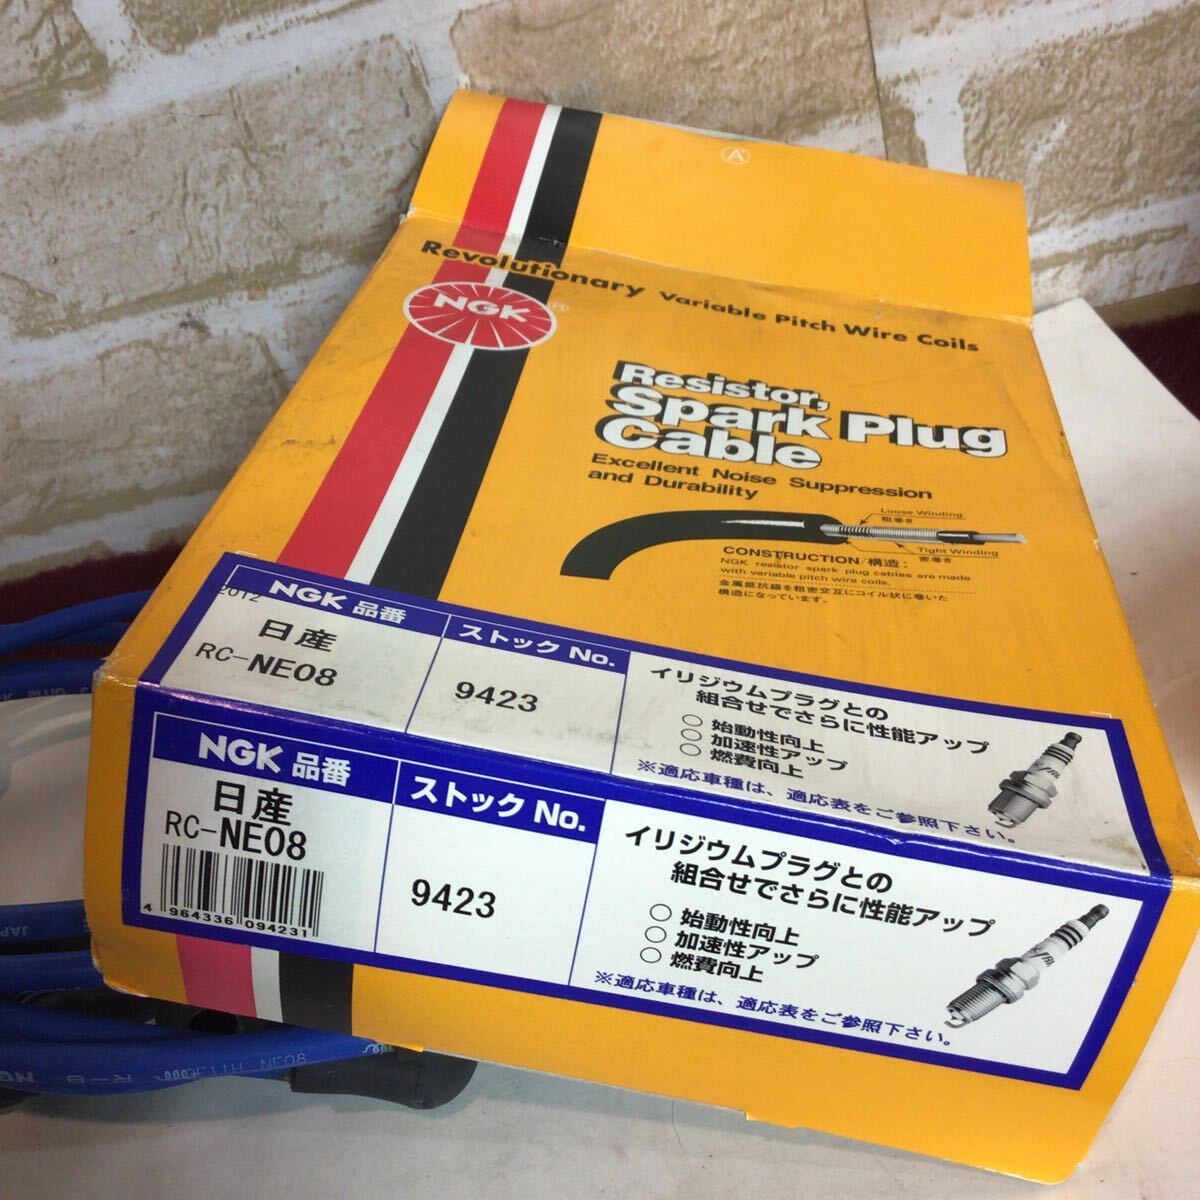 A
Revolutionary Variable Pitch Wire Coils
NGK ®
Resistor,
Spark Plug
Cable
Excellent Noise Suppression
and Durability
Loose Winding
粗巻き
Tight Winding
密巻き
CONSTRUCTION/構造:
NGK resistor spark plug cables are made
with variable pitch wire coils.
金属抵抗線を粗密交互にコイル状に巻いた
構造になっています。
2012
NGK 品番
日産
RC-NE08
ストック No.
9423
イリジウムプラグとの
組合せでさらに性能アップ
○ 始動性向上
○ 加速性アップ
○ 燃費向上
※適応車種は、適応表をご参照下さい。
NGK 品番
日産
RC-NE08
4 964336 094231
ストック No.
9423
イリジウムプラグとの
組合せでさらに性能アップ
○ 始動性向上
○ 加速性アップ
○ 燃費向上
※適応車種は、適応表をご参照下さい。
JAPA
NGK
NE08